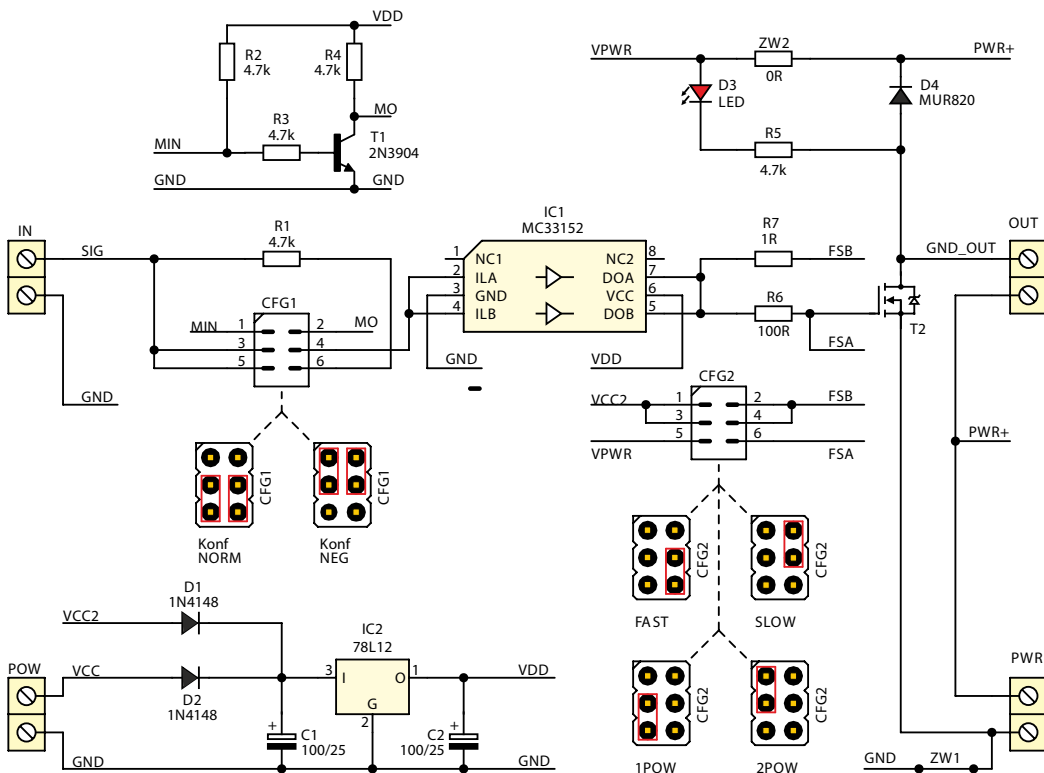 VDD
R2
4.7k
R4
4.7k
MO
R3
4.7k
MIN
T1
2N3904
GND
GND
VPWR
ZW2
0R
PWR+
D3
LED
D4
MUR820
R5
4.7k
IN
SIG
R1
4.7k
GND
CFG1
MIN
1
3
5
2
4
6
MO
IC1
MC33152
1
2
3
4
NC1
ILA
GND
ILB
NC2
DOA
VCC
DOB
8
7
6
5
GND
VDD
R7
1R
FSB
R6
100R
FSA
T2
GND_OUT
OUT
PWR+
CFG2
VCC2
VPWR
1
3
5
2
4
6
FSB
FSA
CFG1
Konf
NORM
CFG1
Konf
NEG
CFG2
FAST
CFG2
SLOW
CFG2
1POW
CFG2
2POW
D1
1N4148
VCC2
POW
VCC
D2
1N4148
GND
IC2
78L12
3
I
O
1
G
2
VDD
+
C1
100/25
+
C2
100/25
GND
PWR
GND
ZW1